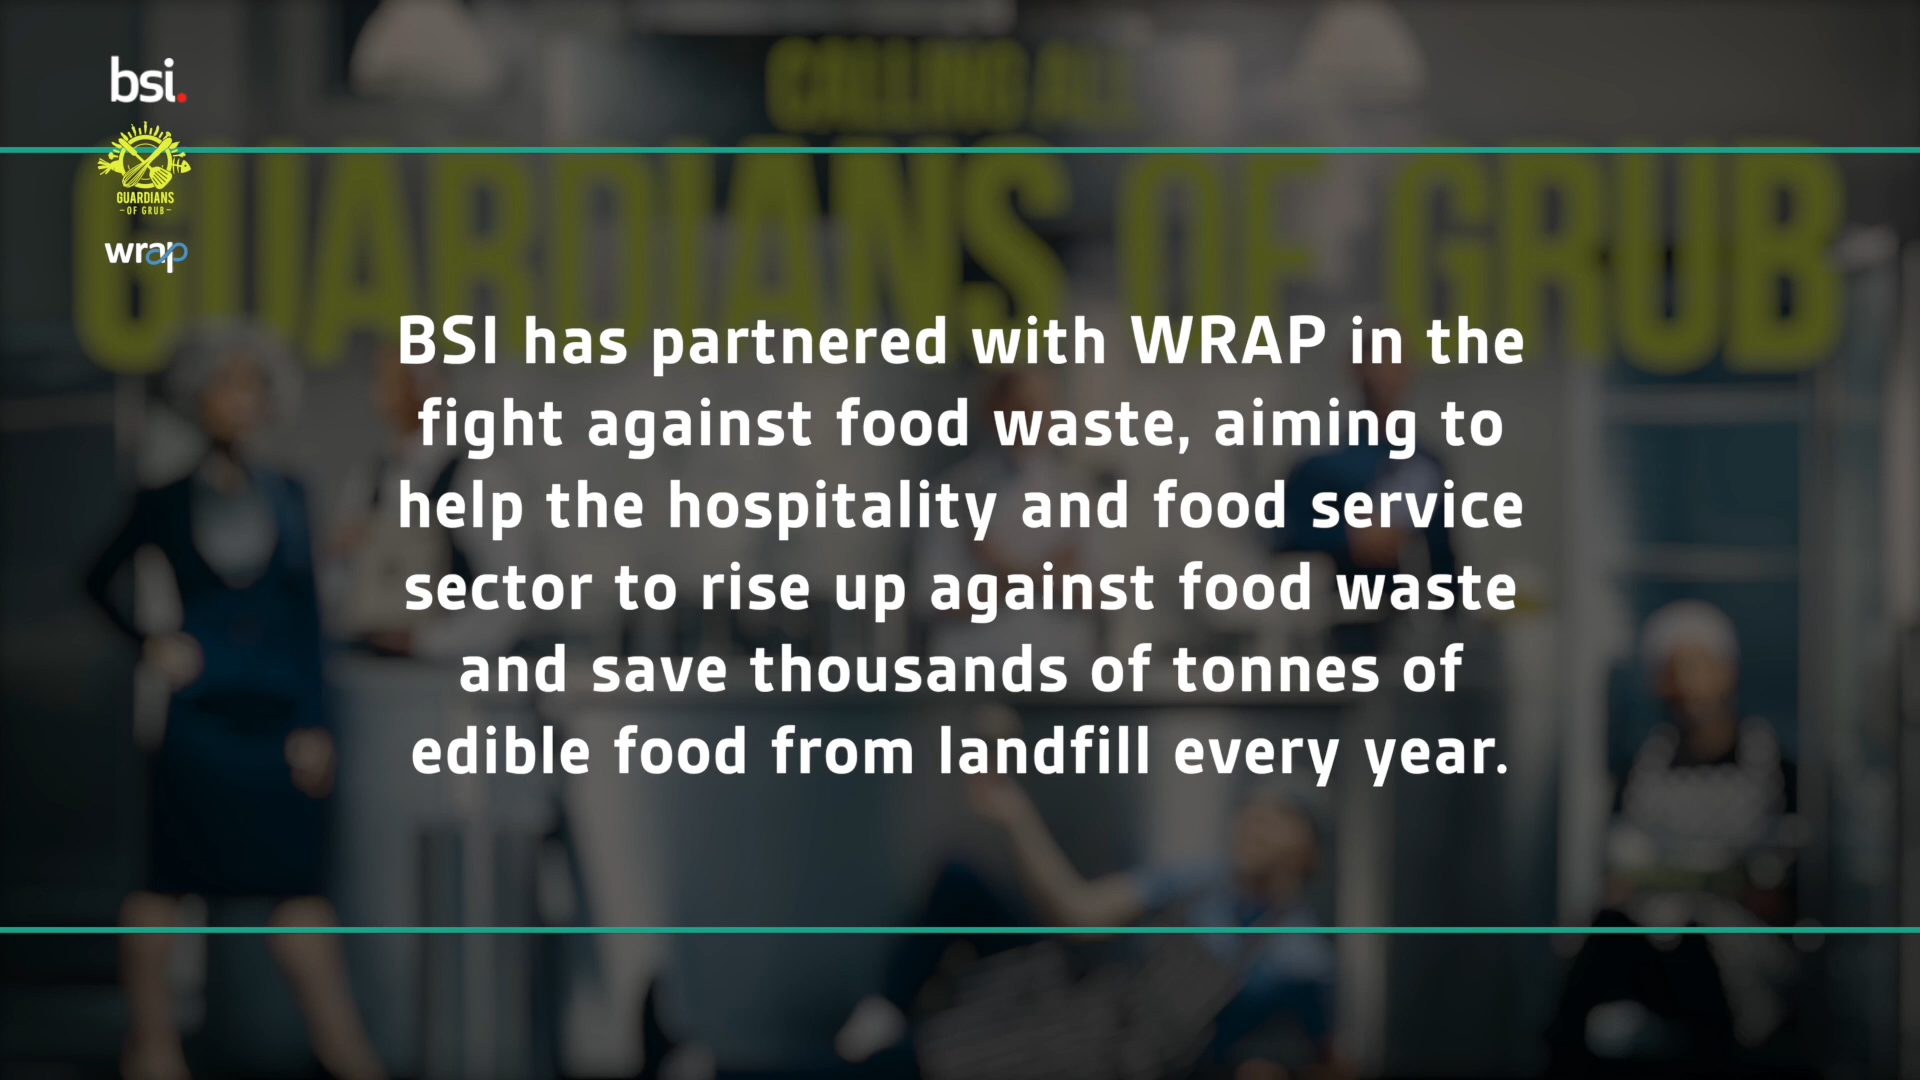 bsi.
GUARDIANS
-OF GRUB-
wrap
CALLING ALL
GUARDIANS OF GRUB
BSI has partnered with WRAP in the
fight against food waste, aiming to
help the hospitality and food service
sector to rise up against food waste
and save thousands of tonnes of
edible food from landfill every year.